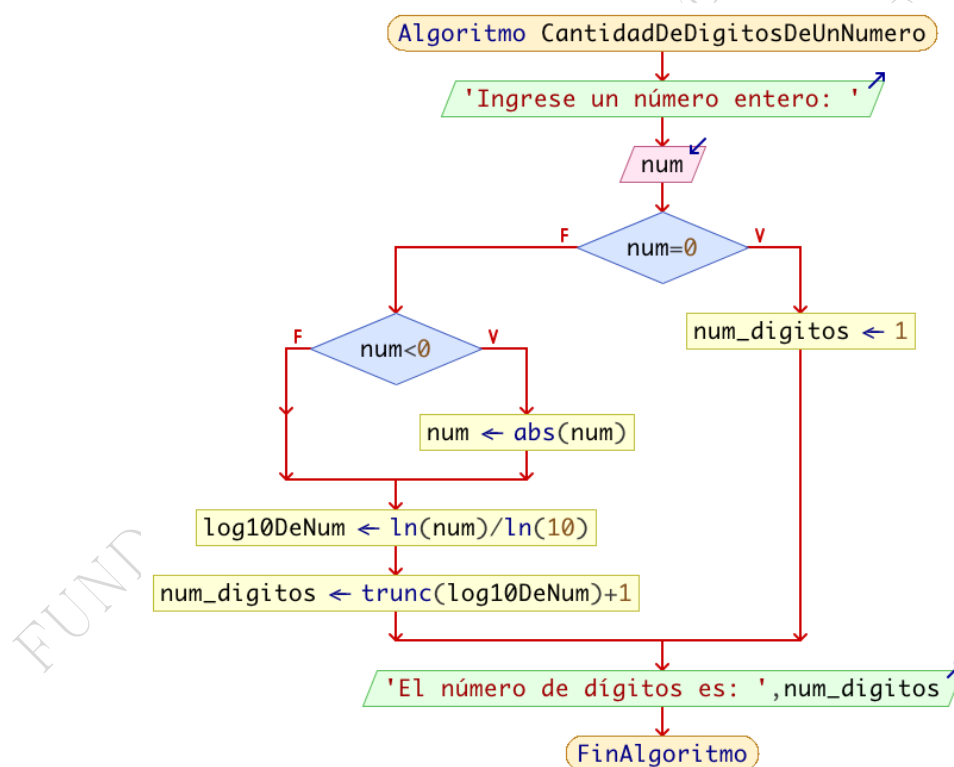 Algoritmo CantidadDeDigitosDeUnNumero
'Ingrese un número entero: '
num
F
num=0
V
F
num<0
V
num_digitos ← 1
num ← abs(num)
log10DeNum ← ln(num)/ln(10)
num_digitos ← trunc(log10DeNum)+1
'El número de dígitos es: ',num_digitos
FinAlgoritmo